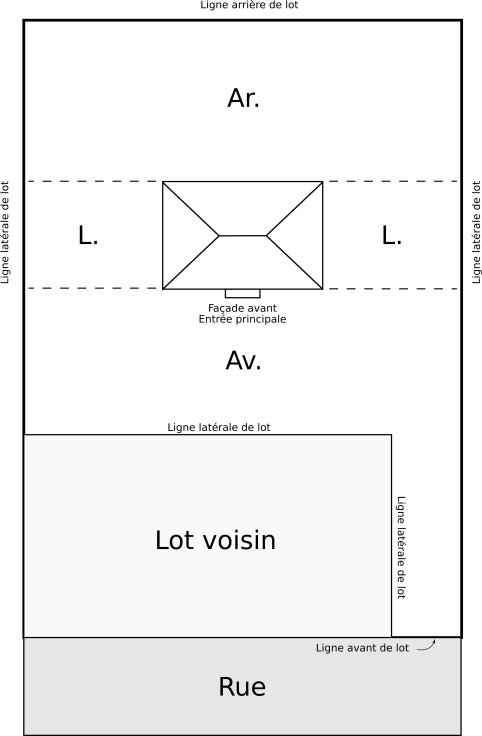 Ligne arrière de lot
Ar.
Ligne latérale de lot
Ligne latérale de lot
L.
L.
Façade avant
Entrée principale
Av.
Ligne latérale de lot
Ligne latérale de lot
Lot voisin
Ligne avant de lot
Rue